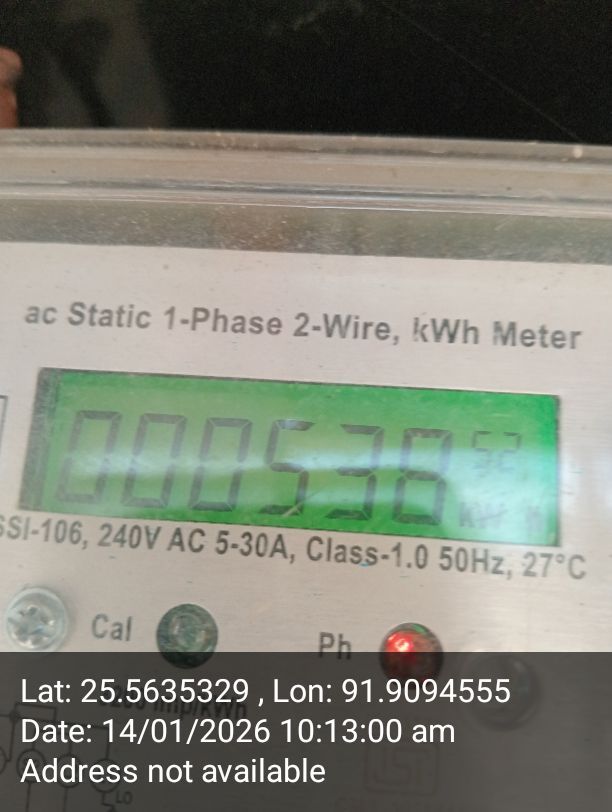 ac Static 1-Phase 2-Wire, kWh Meter
000538
kW h
SSI-106, 240V AC 5-30A, Class-1.0 50Hz, 27°C
Cal Ph
imp/kWh
Lat: 25.5635329 , Lon: 91.9094555
Date: 14/01/2026 10:13:00 am
Address not available